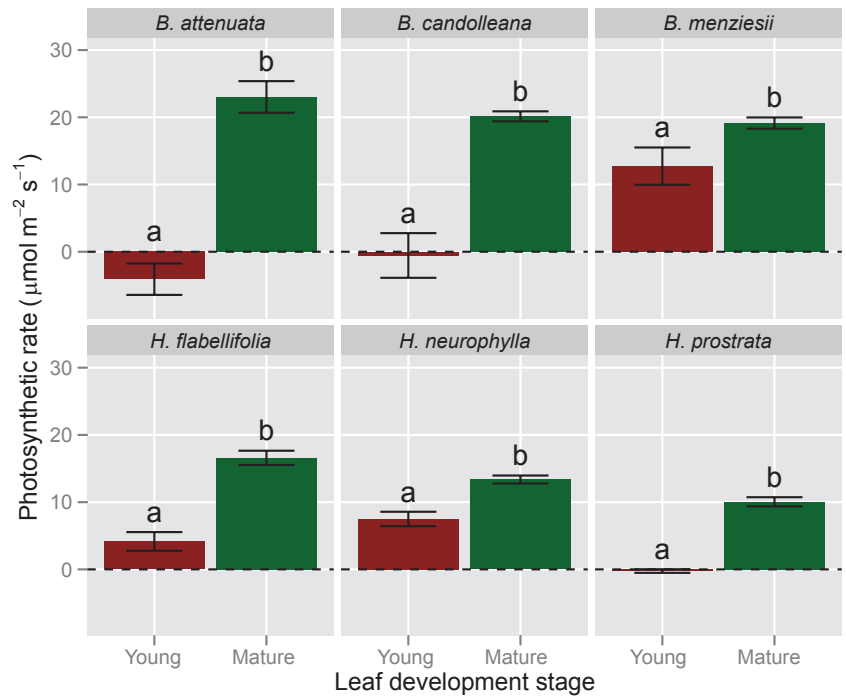 B. attenuata B. candolleana B. menziesii
30
20
10
0
a b a b a b
H. flabellifolia H. neurophylla H. prostrata
30
20
10
0
a b a b a b
Young Mature Young Mature Young Mature
Leaf development stage
Photosynthetic rate ( μmol m⁻² s⁻¹)